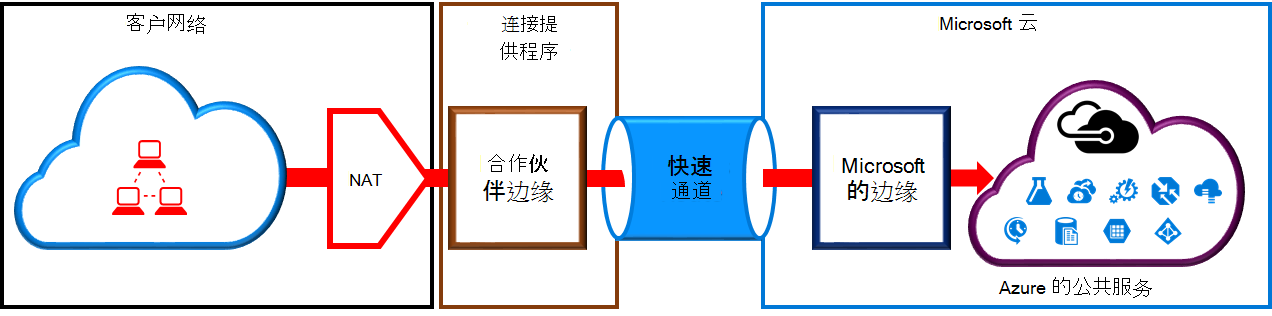 客户网络
连接提
供程序
Microsoft 云
NAT
合作伙
伴边缘
快速
通道
Microsoft
的边缘
Azure 的公共服务